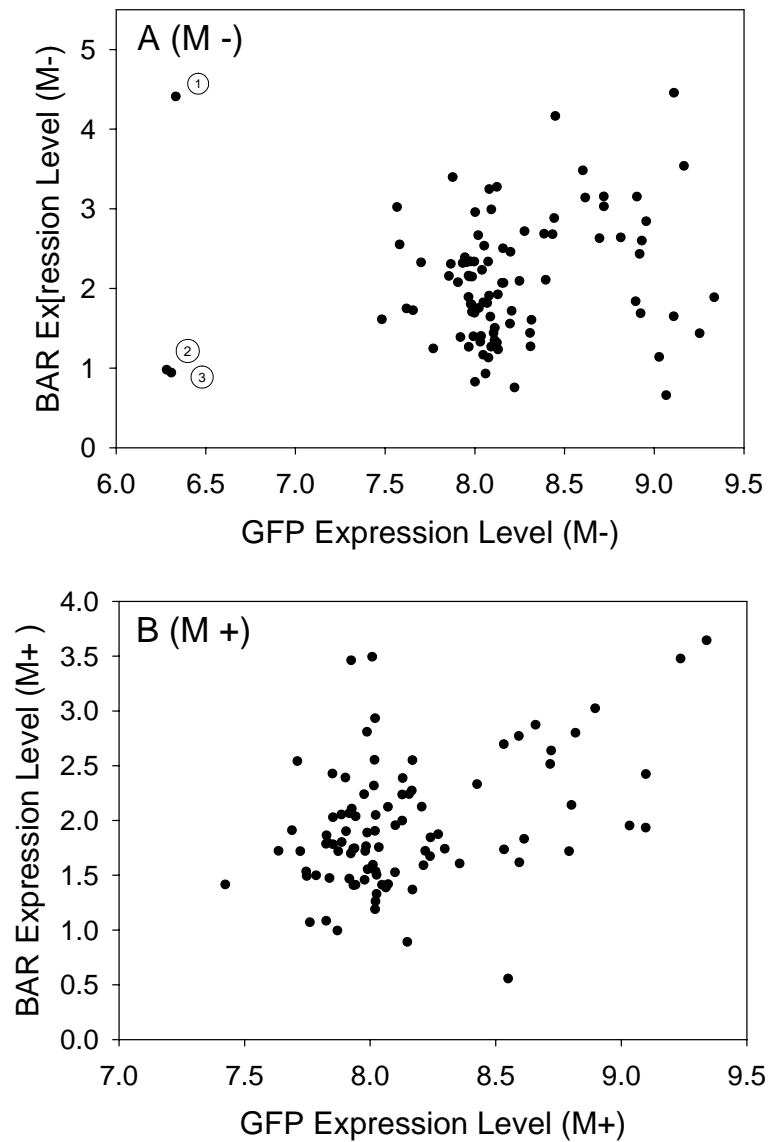 A (M -)
5
4
3
2
1
0
BAR Ex[ression Level (M-)
1
2
3
6.0 6.5 7.0 7.5 8.0 8.5 9.0 9.5
GFP Expression Level (M-)
B (M +)
4.0
3.5
3.0
2.5
2.0
1.5
1.0
0.5
0.0
BAR Expression Level (M+ )
7.0 7.5 8.0 8.5 9.0 9.5
GFP Expression Level (M+)